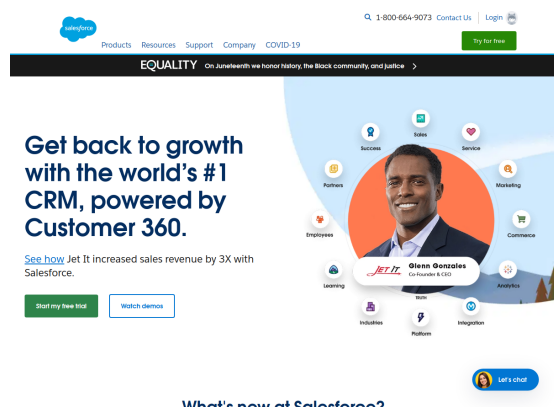 salesforce
1-800-664-9073 Contact Us Login
Products Resources Support Company COVID-19
Try for free
EQUALITY On Juneteenth we honor history, the Black community, and justice >
Get back to growth
with the world's #1
CRM, powered by
Customer 360.
See how Jet It increased sales revenue by 3X with
Salesforce.
Start my free trial Watch demos
Sales
Success
Service
Partners
Marketing
Employees
Commerce
JET IT Glenn Gonzales
Co-Founder & CEO
Learning
Analytics
Industries
Integration
Platform
Let's chat
What's new at Salesforce?